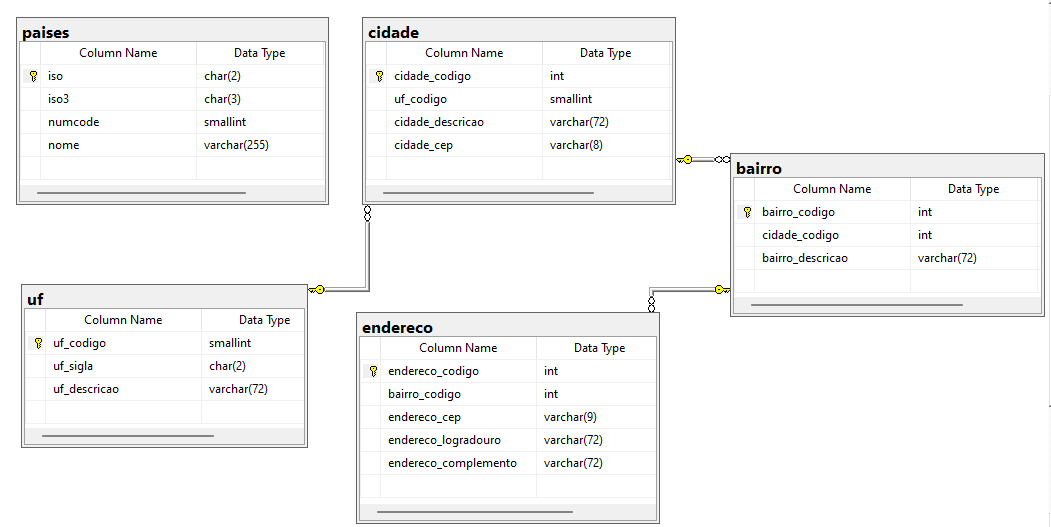 paises
Column Name Data Type
iso char(2)
iso3 char(3)
numcode smallint
nome varchar(255)
cidade
Column Name Data Type
cidade_codigo int
uf_codigo smallint
cidade_descricao varchar(72)
cidade_cep varchar(8)
bairro
Column Name Data Type
bairro_codigo int
cidade_codigo int
bairro_descricao varchar(72)
uf
Column Name Data Type
uf_codigo smallint
uf_sigla char(2)
uf_descricao varchar(72)
endereco
Column Name Data Type
endereco_codigo int
bairro_codigo int
endereco_cep varchar(9)
endereco_logradouro varchar(72)
endereco_complemento varchar(72)